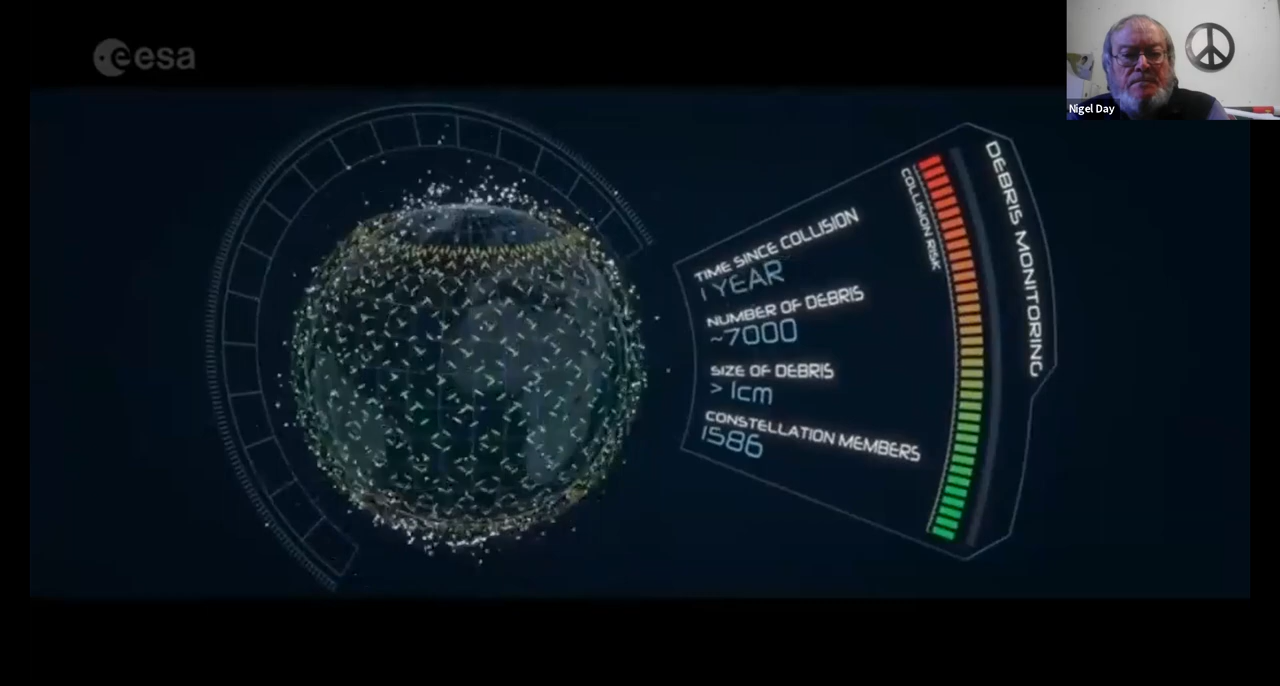 esa
Nigel Day
DEBRIS MONITORING
COLLISION RISK
TIME SINCE COLLISION
1 YEAR
NUMBER OF DEBRIS
~7000
SIZE OF DEBRIS
> 1cm
CONSTELLATION MEMBERS
1586